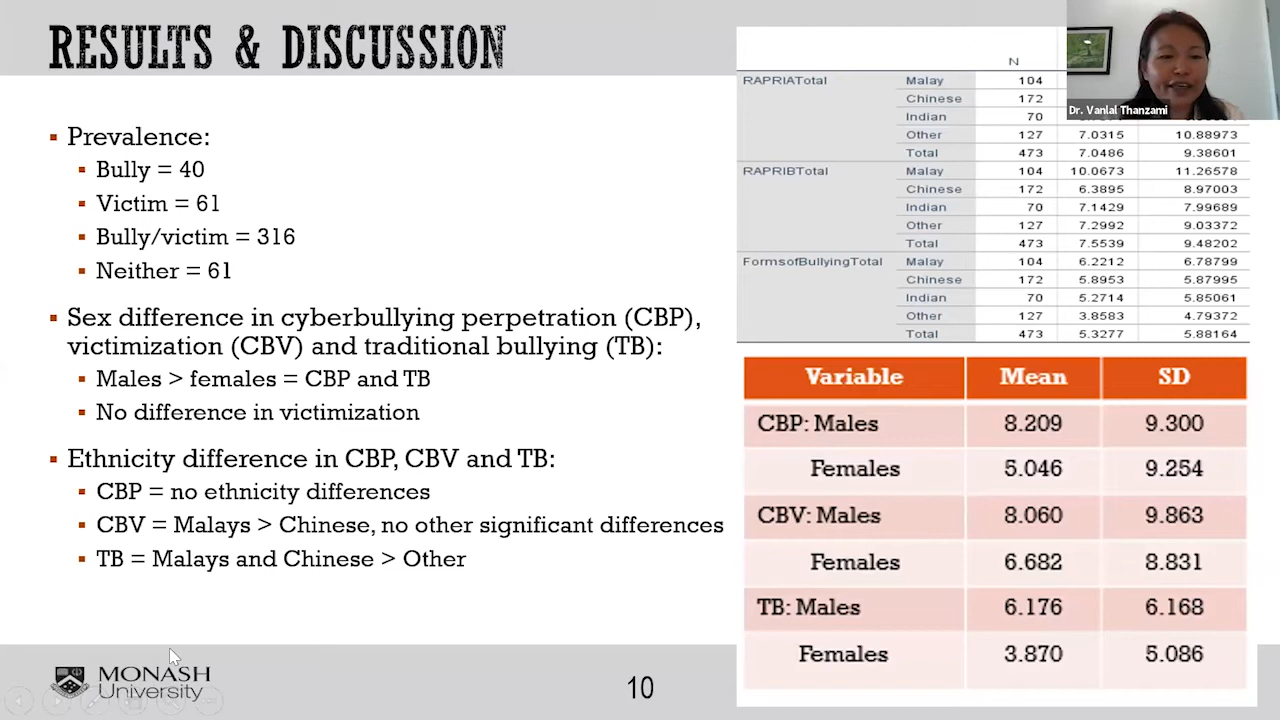 RESULTS & DISCUSSION
Prevalence:
Bully = 40
Victim = 61
Bully/victim = 316
Neither = 61
Sex difference in cyberbullying perpetration (CBP),
victimization (CBV) and traditional bullying (TB):
Males > females = CBP and TB
No difference in victimization
Ethnicity difference in CBP, CBV and TB:
CBP = no ethnicity differences
CBV = Malays > Chinese, no other significant differences
TB = Malays and Chinese > Other
MONASH
University
10
N
RAPRIATotal Malay 104
Chinese 172
Indian 70
Other 127 7.0315 10.88973
Total 473 7.0486 9.38601
RAPRIBTotal Malay 104 10.0673 11.26578
Chinese 172 6.3895 8.97003
Indian 70 7.1429 7.99689
Other 127 7.2992 9.03372
Total 473 7.5539 9.48202
FormsofBullyingTotal Malay 104 6.2212 6.78799
Chinese 172 5.8953 5.87995
Indian 70 5.2714 5.85061
Other 127 3.8583 4.79372
Total 473 5.3277 5.88164
Dr. Vanlal Thanzami
Variable Mean SD
CBP: Males 8.209 9.300
Females 5.046 9.254
CBV: Males 8.060 9.863
Females 6.682 8.831
TB: Males 6.176 6.168
Females 3.870 5.086